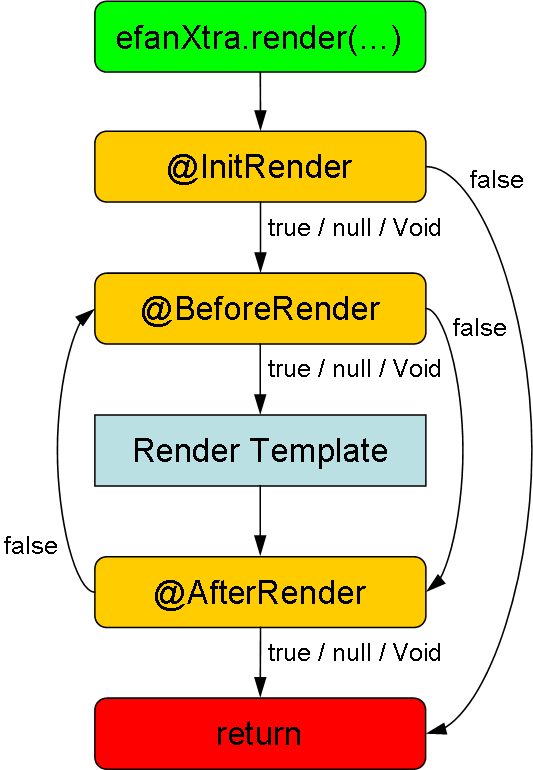 efanXtra.render(...)
@InitRender
false
true / null / Void
@BeforeRender
false
true / null / Void
Render Template
false
@AfterRender
true / null / Void
return